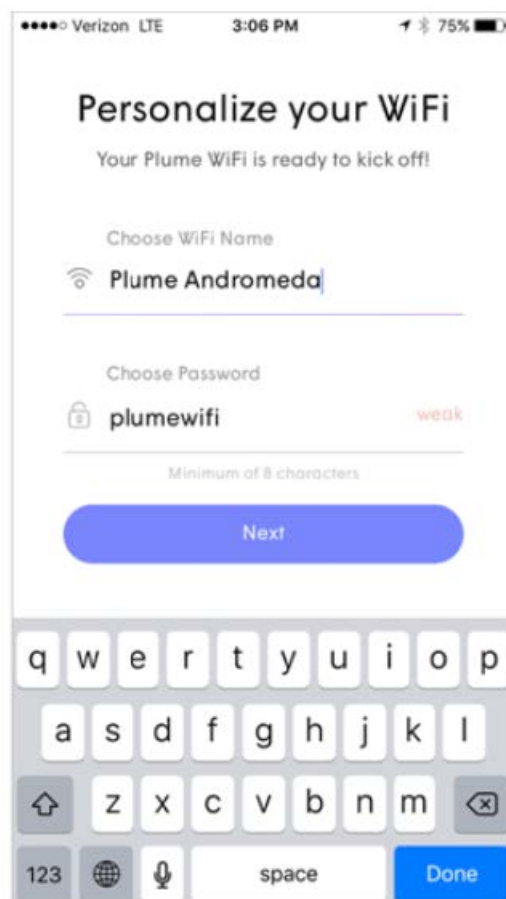 Verizon LTE 3:06 PM 75%
Personalize your WiFi
Your Plume WiFi is ready to kick off!
Choose WiFi Name
Plume Andromeda
Choose Password
plumewifi weak
Minimum of 8 characters
Next
q w e r t y u i o p
a s d f g h j k l
z x c v b n m
123 space Done